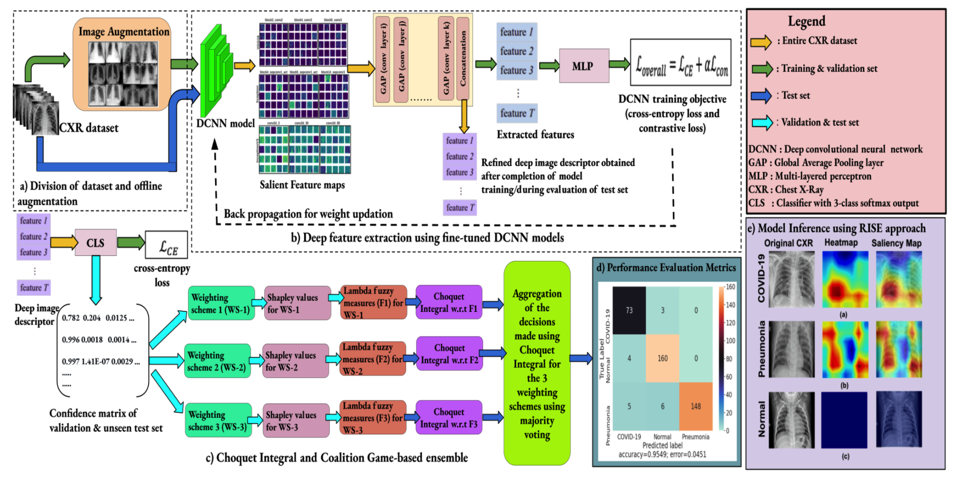 Image Augmentation
CXR dataset
a) Division of dataset and offline
augmentation
DCNN model
Salient Feature maps
GAP (conv layer i)
GAP (conv layer j)
........
GAP (conv layer k)
Concatenation
feature 1
feature 2
feature 3
feature T
Extracted features
MLP
ℒoverall = ℒCE + αℒcon
DCNN training objective
(cross-entropy loss and
contrastive loss)
feature 1
feature 2
feature 3
feature T
Refined deep image descriptor obtained
after completion of model
training/during evaluation of test set
Back propagation for weight updation
b) Deep feature extraction using fine-tuned DCNN models
Legend
: Entire CXR dataset
: Training & validation set
: Test set
: Validation & test set
DCNN : Deep convolutional neural network
GAP : Global Average Pooling layer
MLP : Multi-layered perceptron
CXR : Chest X-Ray
CLS : Classifier with 3-class softmax output
feature 1
feature 2
feature 3
feature T
Deep image
descriptor
CLS
ℒCE
cross-entropy
loss
0.782 0.204 0.0125 ...
0.996 0.0018 0.0014 ...
0.997 1.41E-07 0.0029 ...
.....
.....
Confidence matrix of
validation & unseen test set
Weighting
scheme 1 (WS-1)
Shapley values
for WS-1
Lambda fuzzy
measures (F1) for
WS-1
Choquet
Integral w.r.t F1
Weighting
scheme 2 (WS-2)
Shapley values
for WS-2
Lambda fuzzy
measures (F2) for
WS-2
Choquet
Integral w.r.t F2
Weighting
scheme 3 (WS-3)
Shapley values
for WS-3
Lambda fuzzy
measures (F3) for
WS-3
Choquet
Integral w.r.t F3
Aggregation
of the
decisions
made using
Choquet
Integral for
the 3
weighting
schemes using
majority
voting
c) Choquet Integral and Coalition Game-based ensemble
d) Performance Evaluation Metrics
True Label
COVID-19
Normal
Pneumonia
73 3 0
4 160 0
5 6 148
COVID-19 Normal Pneumonia
Predicted label
accuracy=0.9549; error=0.0451
160
140
120
100
80
60
40
20
0
e) Model Inference using RISE approach
Original CXR Heatmap Saliency Map
COVID-19
(a)
Pneumonia
(b)
Normal
(c)